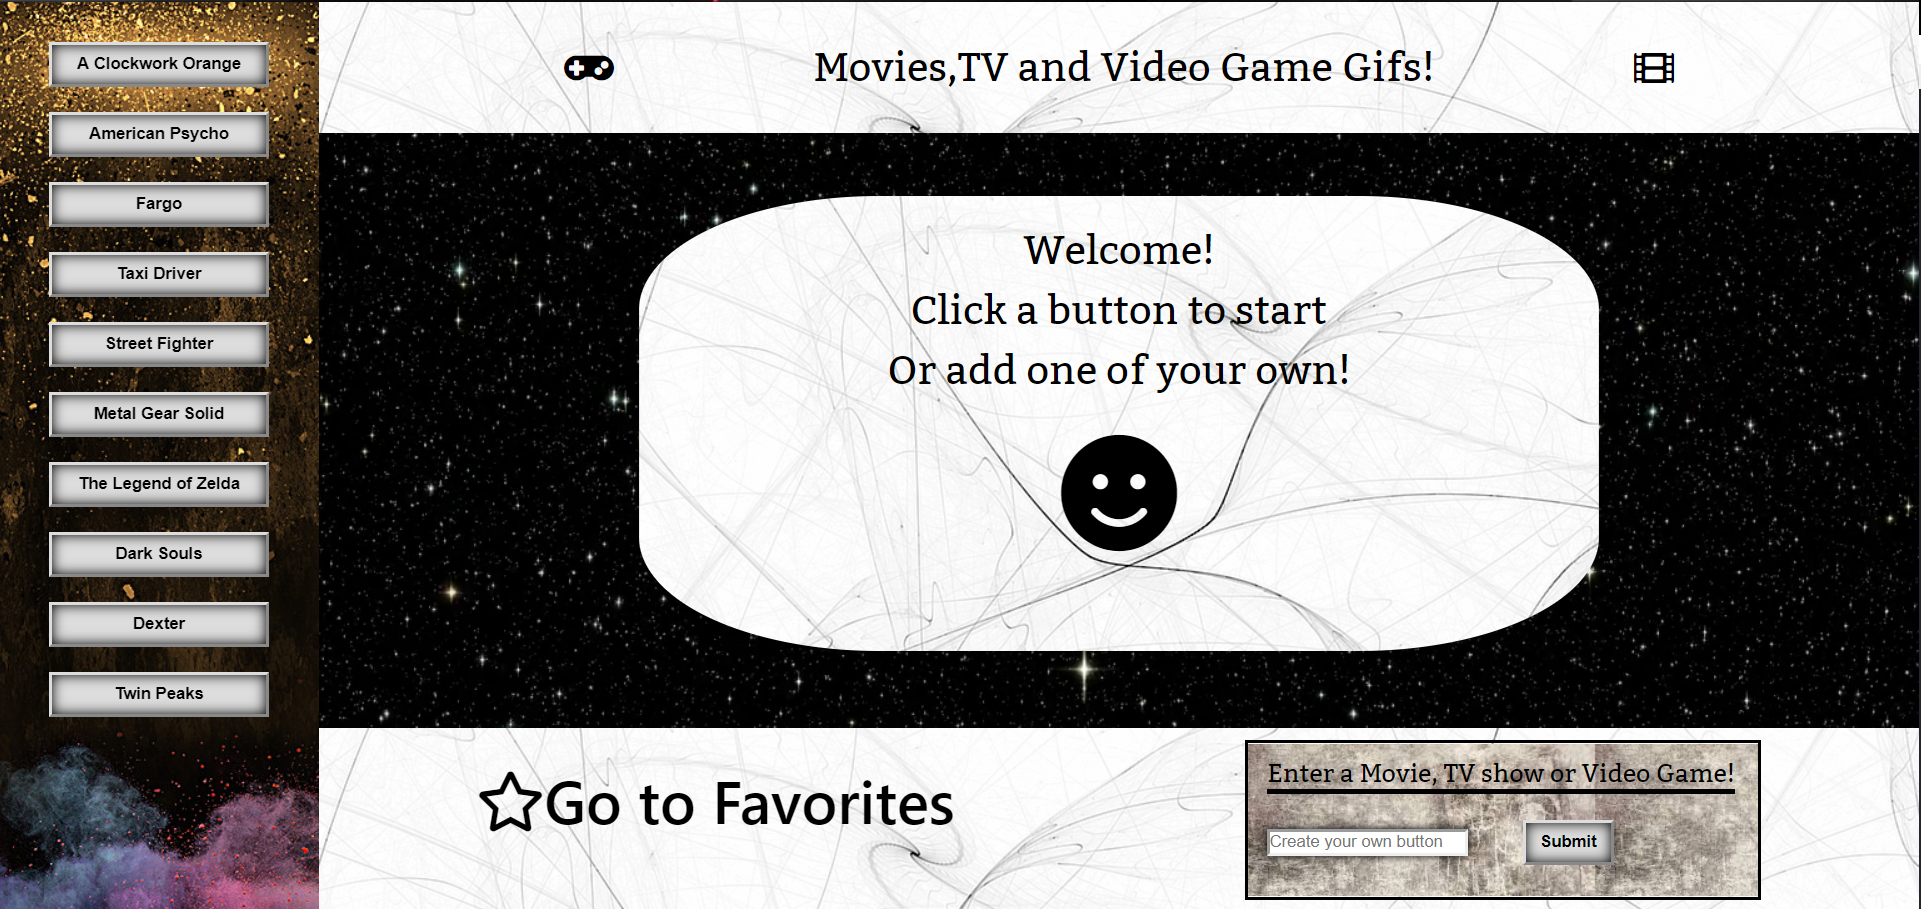 A Clockwork Orange
American Psycho
Fargo
Taxi Driver
Street Fighter
Metal Gear Solid
The Legend of Zelda
Dark Souls
Dexter
Twin Peaks
Movies,TV and Video Game Gifs!
Welcome!
Click a button to start
Or add one of your own!
Go to Favorites
Enter a Movie, TV show or Video Game!
Create your own button
Submit